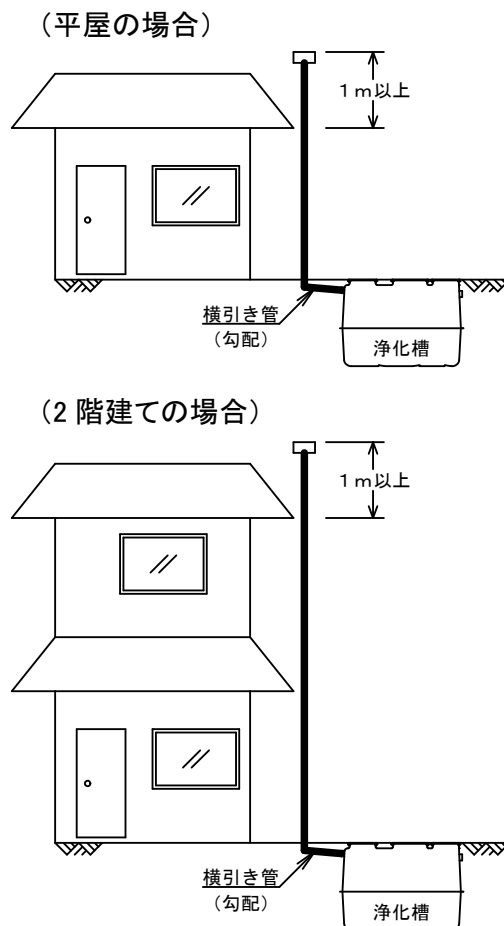 （平屋の場合）
１ｍ以上
横引き管
（勾配）
浄化槽
（2 階建ての場合）
１ｍ以上
横引き管
（勾配）
浄化槽